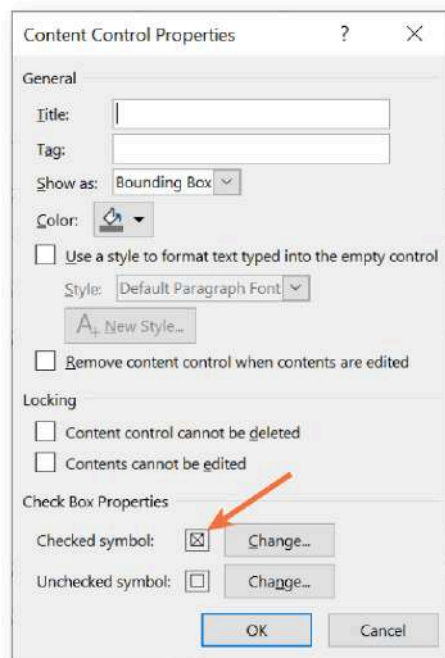 Content Control Properties ?
General
Title:
Tag:
Show as: Bounding Box
Color:
Use a style to format text typed into the empty control
Style: Default Paragraph Font
A+ New Style...
Remove content control when contents are edited
Locking
Content control cannot be deleted
Contents cannot be edited
Check Box Properties
Checked symbol: ☒ Change...
Unchecked symbol: ☐ Change...
OK Cancel